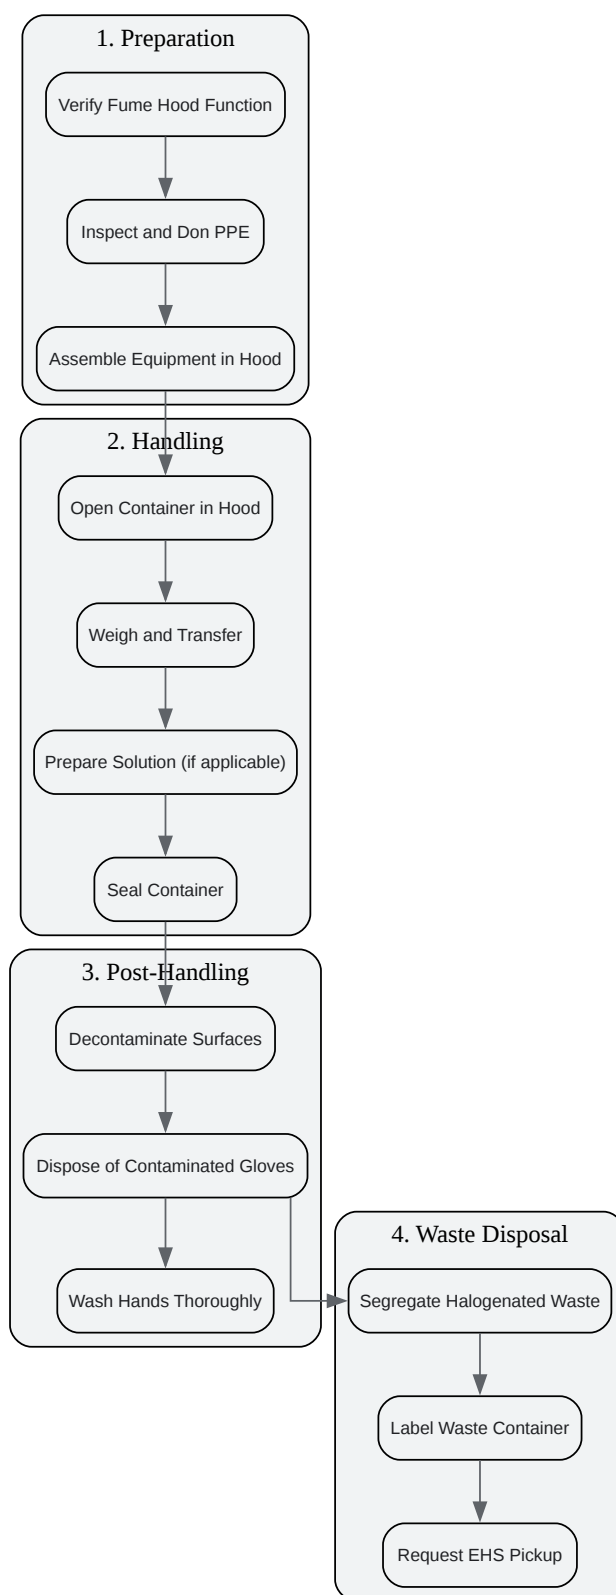 1. Preparation
Verify Fume Hood Function
Inspect and Don PPE
Assemble Equipment in Hood
2. Handling
Open Container in Hood
Weigh and Transfer
Prepare Solution (if applicable)
Seal Container
3. Post-Handling
Decontaminate Surfaces
Dispose of Contaminated Gloves
Wash Hands Thoroughly
4. Waste Disposal
Segregate Halogenated Waste
Label Waste Container
Request EHS Pickup